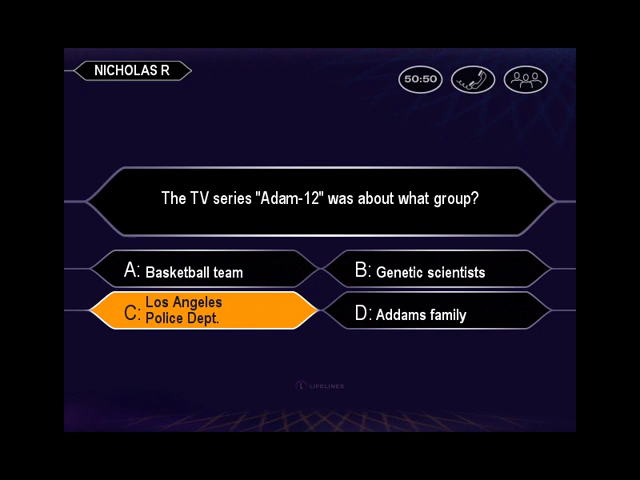 NICHOLAS R
50:50
The TV series "Adam-12" was about what group?
A: Basketball team
B: Genetic scientists
C: Los Angeles
Police Dept.
D: Addams family
LIFELINES